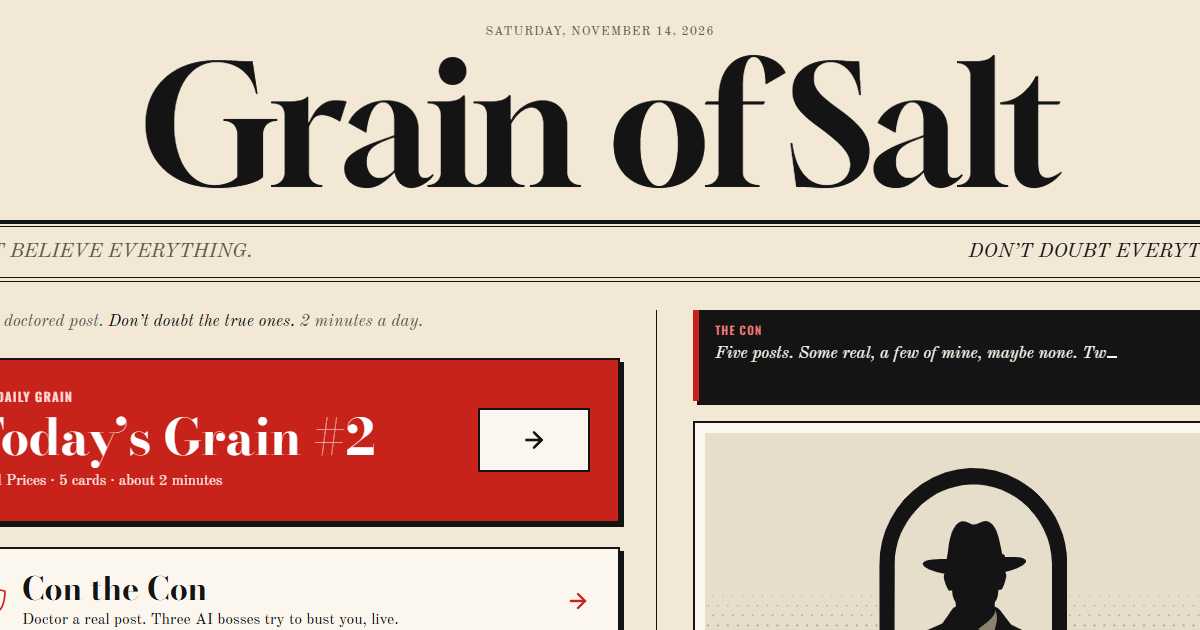 SATURDAY, NOVEMBER 14, 2026
Grain of Salt
BELIEVE EVERYTHING.
DON’T DOUBT
doctored post. Don’t doubt the true ones. 2 minutes a day.
DAILY GRAIN
Today’s Grain #2
Prices · 5 cards · about 2 minutes
Con the Con
Doctor a real post. Three AI bosses try to bust you, live.
THE CON
Five posts. Some real, a few of mine, maybe none. Tw